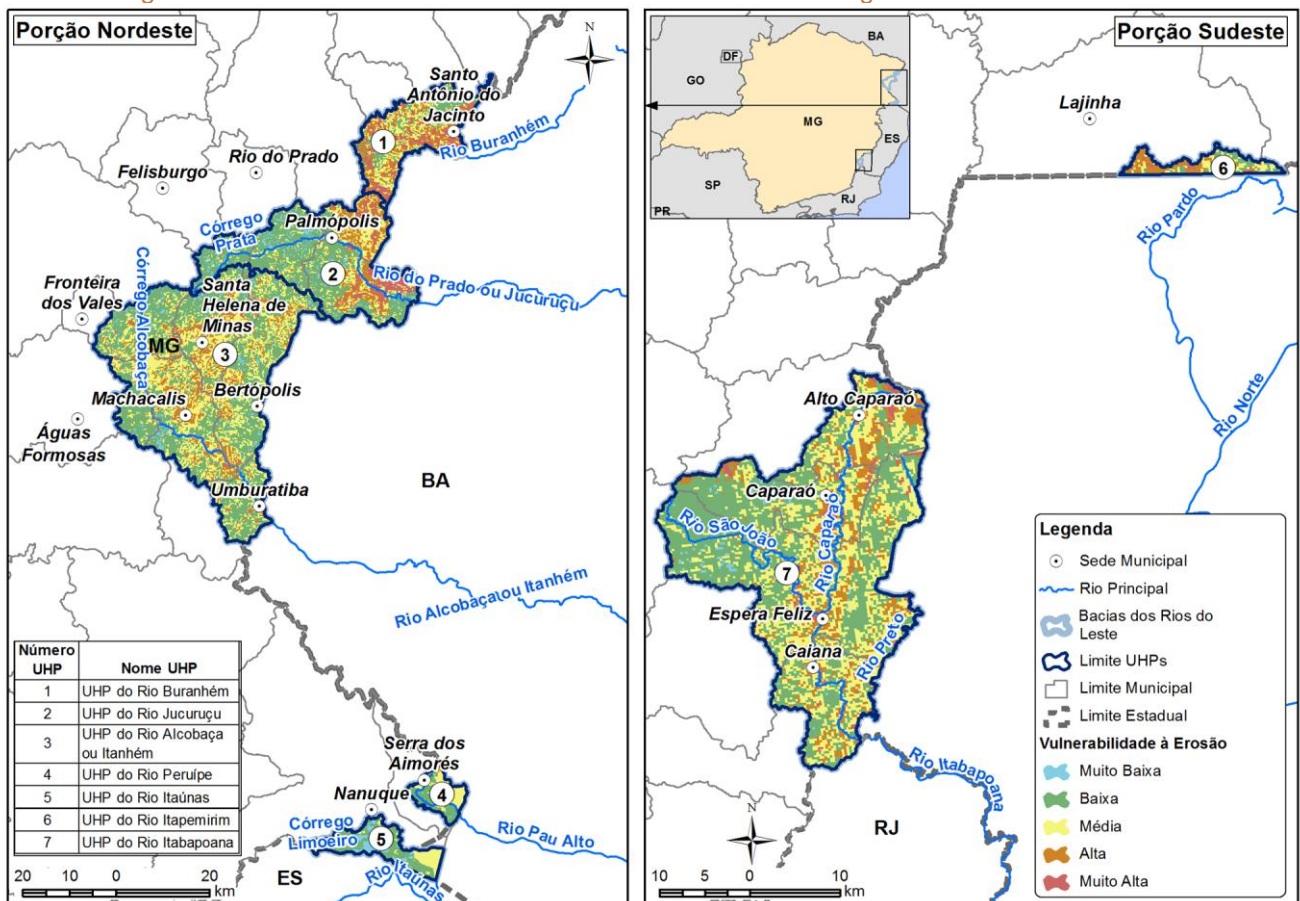 Porção Nordeste
N
Santo
Antônio do
Jacinto
1
Rio Buranhém
Rio do Prado
Felisburgo
Palmópolis
Córrego
Prata
2
Rio do Prado ou Jucuruçu
Córrego Alcobaça
Fronteira
dos Vales
Santa
Helena de
Minas
MG
3
Bertópolis
Machacalis
Águas
Formosas
Umburatiba
BA
Rio Alcobaça ou Itanhém
Número
UHP
Nome UHP
1 UHP do Rio Buranhém
2 UHP do Rio Jucuruçu
3 UHP do Rio Alcobaça
ou Itanhém
4 UHP do Rio Peruípe
5 UHP do Rio Itaúnas
6 UHP do Rio Itapemirim
7 UHP do Rio Itabapoana
Serra dos
Aimorés
4
Nanuque
Córrego
Limoeiro
5
Rio Pau Alto
Rio Itaúnas
ES
20 10 0 20
km
Porção Sudeste
BA
DF
GO
MG
ES
SP
RJ
PR
Lajinha
6
Rio Pardo
Rio Norte
Alto Caparaó
Caparaó
Rio São João
Rio Caparaó
7
Espera Feliz
Caiana
Rio Preto
Rio Itabapoana
RJ
N
10 5 0 10
km
Legenda
Sede Municipal
Rio Principal
Bacias dos Rios do
Leste
Limite UHPs
Limite Municipal
Limite Estadual
Vulnerabilidade à Erosão
Muito Baixa
Baixa
Média
Alta
Muito Alta